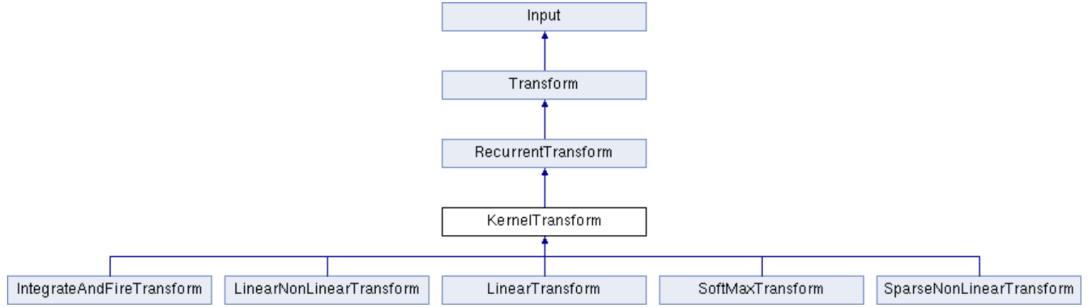 Input
Transform
RecurrentTransform
KernelTransform
IntegrateAndFireTransform
LinearNonLinearTransform
LinearTransform
SoftMaxTransform
SparseNonLinearTransform